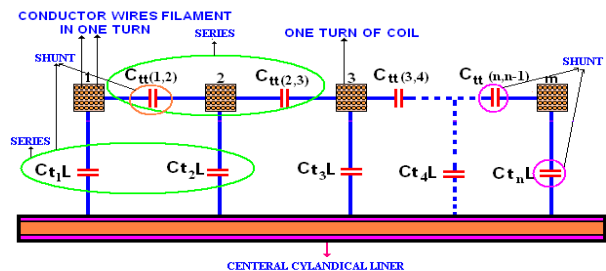 CONDUCTOR WIRES FILAMENT
IN ONE TURN
SERIES
ONE TURN OF COIL
SHUNT
SHUNT
1
Ctt(1,2)
2
Ctt(2,3)
3
Ctt(3,4)
Ctt(n,n-1)
m
SERIES
Ct1L
Ct2L
Ct3L
Ct4L
CtnL
CENTERAL CYLANDICAL LINER